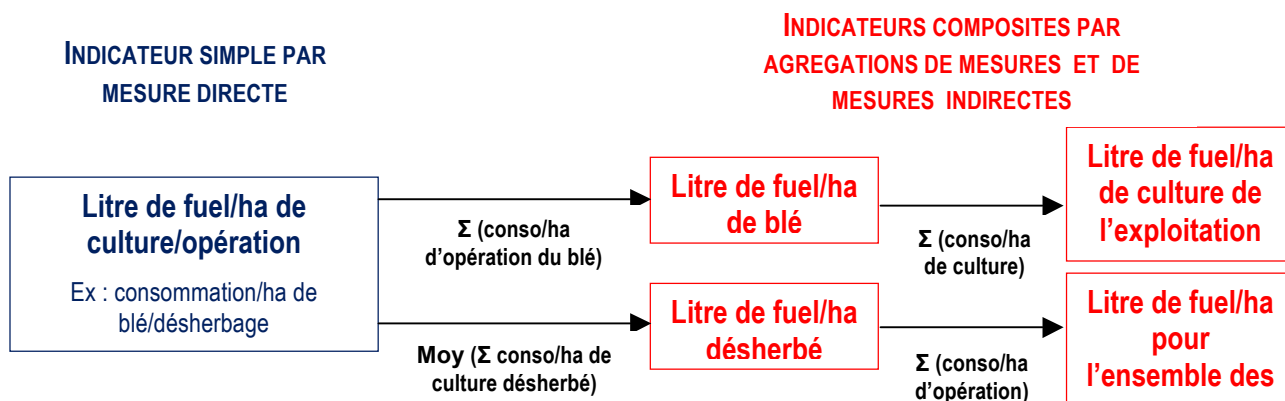 INDICATEUR SIMPLE PAR
MESURE DIRECTE
INDICATEURS COMPOSITES PAR
AGREGATIONS DE MESURES ET DE
MESURES INDIRECTES
Litre de fuel/ha de
culture/opération
Ex : consommation/ha de
blé/désherbage
Σ (conso/ha
d’opération du blé)
Litre de fuel/ha
de blé
Σ (conso/ha
de culture)
Litre de fuel/ha
de culture de
l’exploitation
Moy (Σ conso/ha de
culture désherbé)
Litre de fuel/ha
désherbé
Σ (conso/ha
d’opération)
Litre de fuel/ha
pour
l’ensemble des